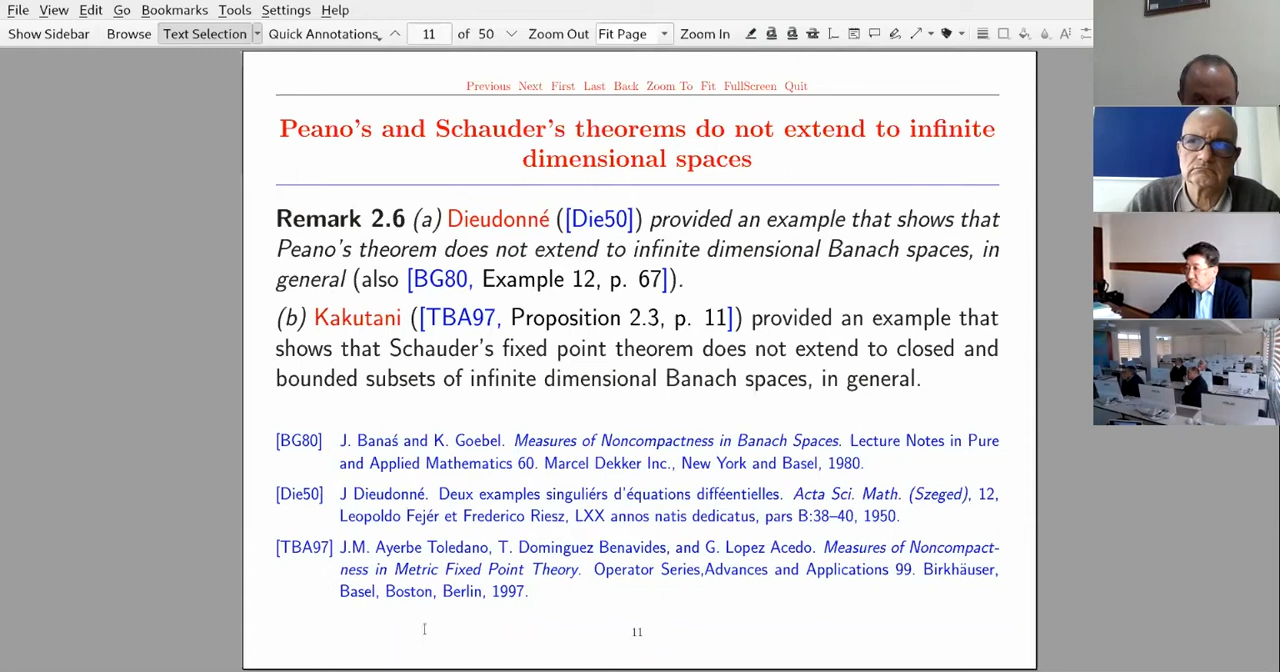 File View Edit Go Bookmarks Tools Settings Help
Show Sidebar Browse Text Selection Quick Annotations 11 of 50 Zoom Out Fit Page Zoom In
Previous Next First Last Back Zoom To Fit FullScreen Quit
Peano's and Schauder's theorems do not extend to infinite
dimensional spaces
Remark 2.6 (a) Dieudonné ([Die50]) provided an example that shows that
Peano's theorem does not extend to infinite dimensional Banach spaces, in
general (also [BG80, Example 12, p. 67]).
(b) Kakutani ([TBA97, Proposition 2.3, p. 11]) provided an example that
shows that Schauder's fixed point theorem does not extend to closed and
bounded subsets of infinite dimensional Banach spaces, in general.
[BG80] J. Banaś and K. Goebel. Measures of Noncompactness in Banach Spaces. Lecture Notes in Pure
and Applied Mathematics 60. Marcel Dekker Inc., New York and Basel, 1980.
[Die50] J Dieudonné. Deux examples singuliérs d'équations difféentielles. Acta Sci. Math. (Szeged), 12,
Leopoldo Fejér et Frederico Riesz, LXX annos natis dedicatus, pars B:38–40, 1950.
[TBA97] J.M. Ayerbe Toledano, T. Dominguez Benavides, and G. Lopez Acedo. Measures of Noncompact-
ness in Metric Fixed Point Theory. Operator Series,Advances and Applications 99. Birkhäuser,
Basel, Boston, Berlin, 1997.
11